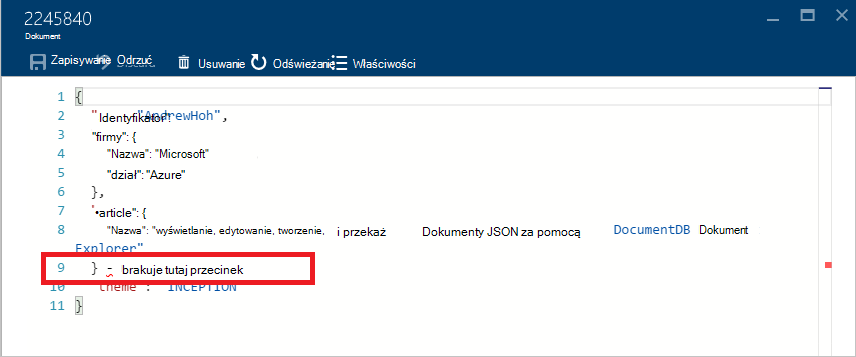 2245840
Dokument
Zapisywanie Odrzuć Usuwanie Odświeżanie Właściwości
1 {
2 "Identyfikator": "AndrewHoh",
3 "firmy": {
4 "Nazwa": "Microsoft"
5 "dział": "Azure"
6 },
7 "article": {
8 "Nazwa": "wyświetlanie, edytowanie, tworzenie, i przekaż Dokumenty JSON za pomocą DocumentDB Dokument
Explorer"
9 } - brakuje tutaj przecinek
10 "theme": "INCEPTION"
11 }